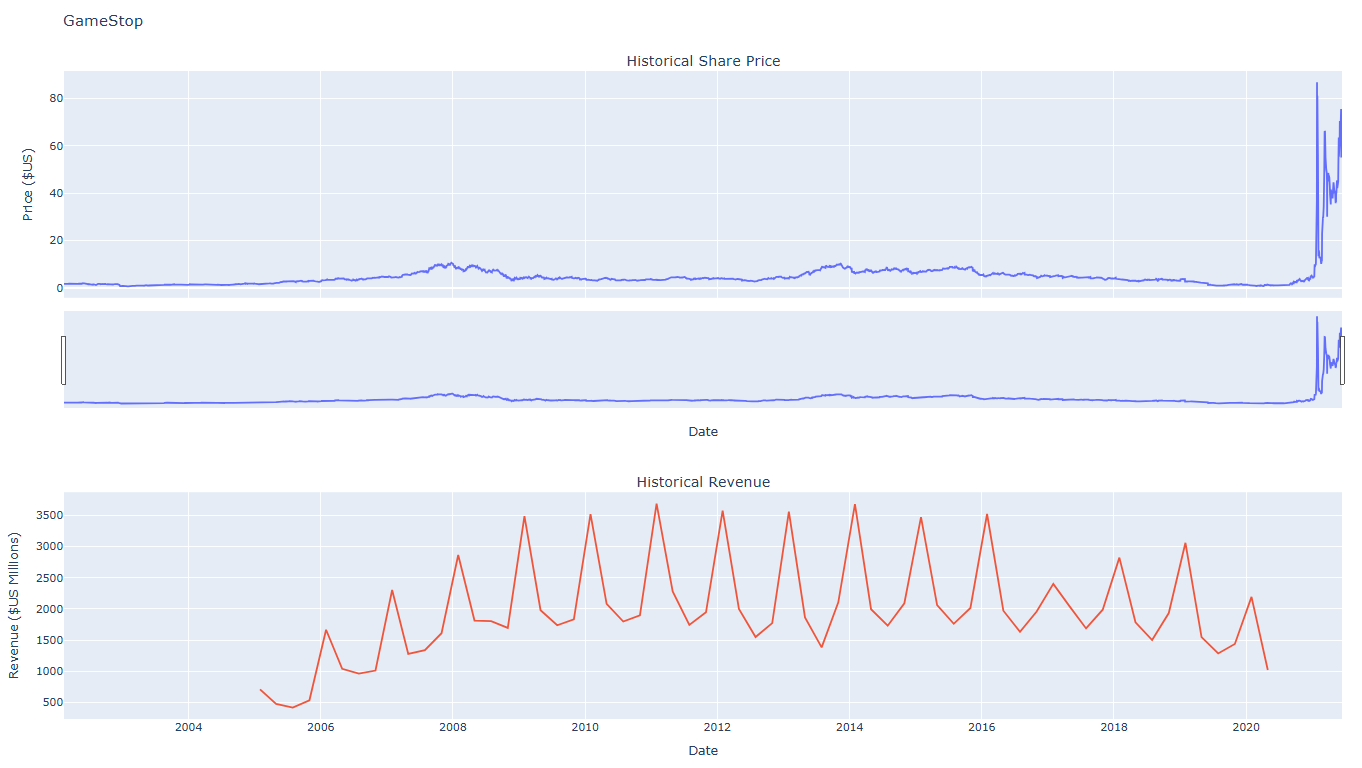 GameStop
Historical Share Price
80
60
40
20
0
Price ($US)
Date
Historical Revenue
3500
3000
2500
2000
1500
1000
500
Revenue ($US Millions)
2004 2006 2008 2010 2012 2014 2016 2018 2020
Date